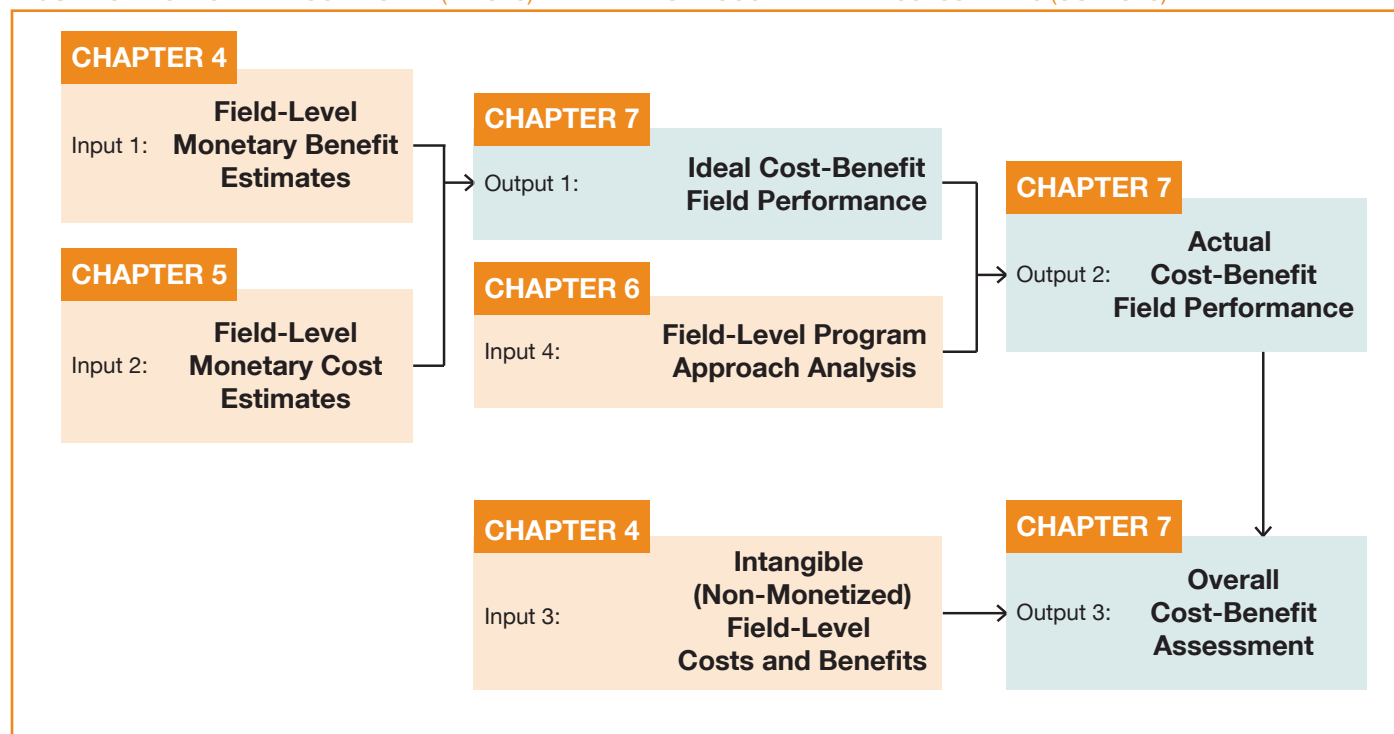 CHAPTER 4
Input 1:
Field-Level
Monetary Benefit
Estimates
CHAPTER 5
Input 2:
Field-Level
Monetary Cost
Estimates
CHAPTER 7
Output 1:
Ideal Cost-Benefit
Field Performance
CHAPTER 6
Input 4:
Field-Level Program
Approach Analysis
CHAPTER 7
Output 2:
Actual
Cost-Benefit
Field Performance
CHAPTER 4
Input 3:
Intangible
(Non-Monetized)
Field-Level
Costs and Benefits
CHAPTER 7
Output 3:
Overall
Cost-Benefit
Assessment